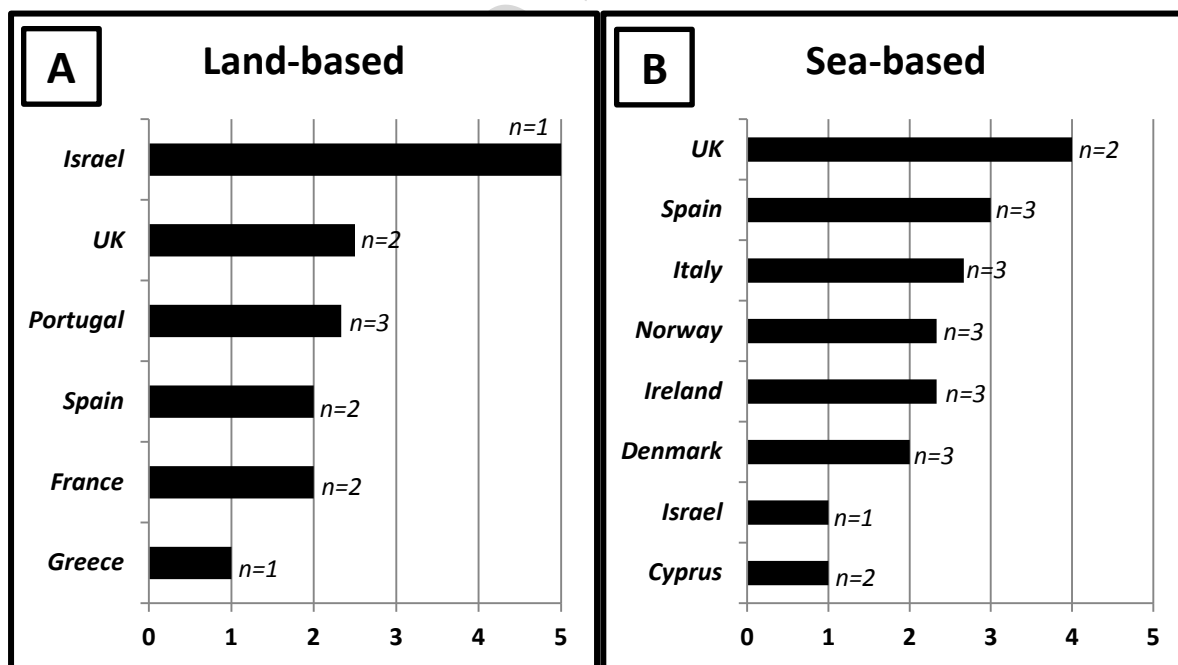 A
Land-based
Israel
n=1
UK
n=2
Portugal
n=3
Spain
n=2
France
n=2
Greece
n=1
0 1 2 3 4 5
B
Sea-based
UK
n=2
Spain
n=3
Italy
n=3
Norway
n=3
Ireland
n=3
Denmark
n=3
Israel
n=1
Cyprus
n=2
0 1 2 3 4 5